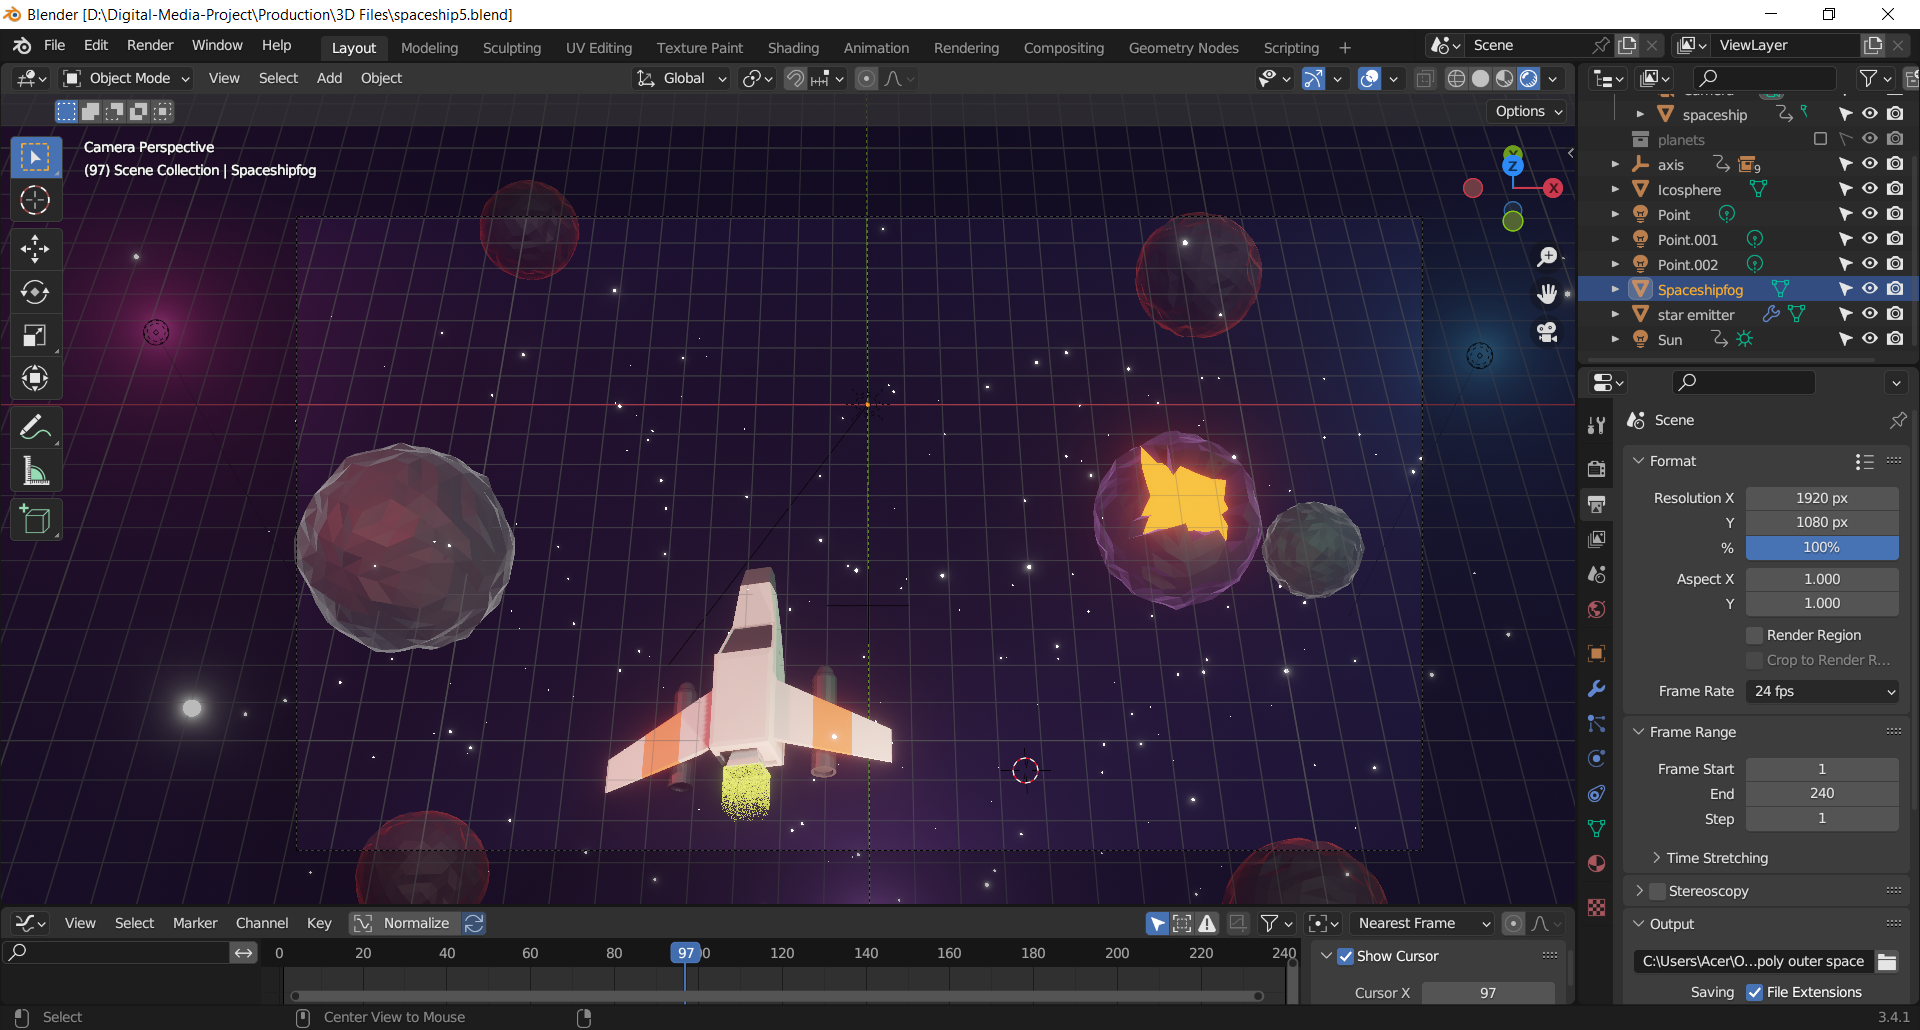 Blender [D:\Digital-Media-Project\Production\3D Files\spaceship5.blend]
File Edit Render Window Help Layout Modeling Sculpting UV Editing Texture Paint Shading Animation Rendering Compositing Geometry Nodes Scripting + Scene ViewLayer
Object Mode View Select Add Object Global
Options
Camera Perspective
(97) Scene Collection | Spaceshipfog
Y
Z
X
spaceship
planets
axis 9
Icosphere
Point
Point.001
Point.002
Spaceshipfog
star emitter
Sun
Scene
Format
Resolution X 1920 px
Y 1080 px
% 100%
Aspect X 1.000
Y 1.000
Render Region
Crop to Render R...
Frame Rate 24 fps
Frame Range
Frame Start 1
End 240
Step 1
Time Stretching
Stereoscopy
Output
C:\Users\Acer\O...poly outer space
Saving File Extensions
View Select Marker Channel Key Normalize Nearest Frame
0 20 40 60 80 97 120 140 160 180 200 220 240
Show Cursor
Cursor X 97
Select Center View to Mouse 3.4.1